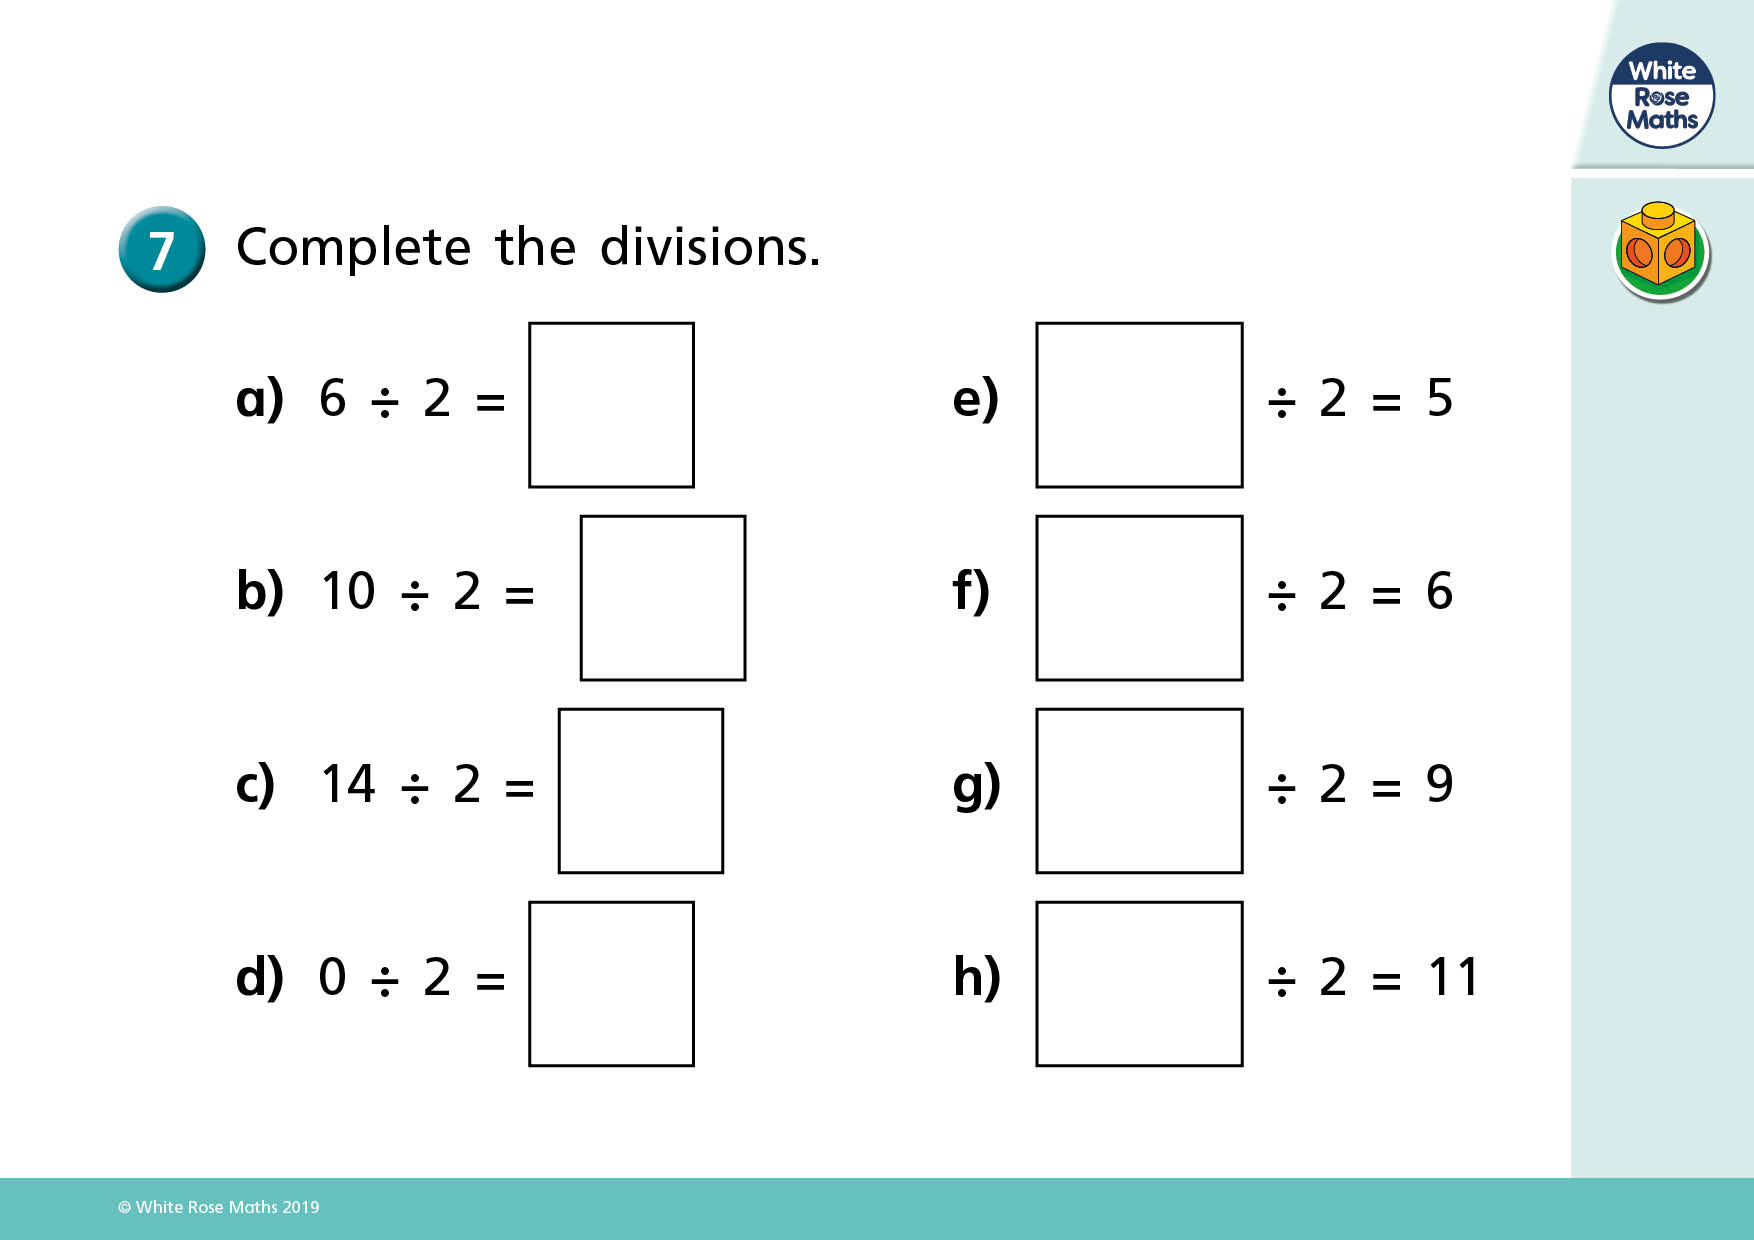 White
Rose
Maths
7 Complete the divisions.
a) 6 ÷ 2 =
b) 10 ÷ 2 =
c) 14 ÷ 2 =
d) 0 ÷ 2 =
e) ÷ 2 = 5
f) ÷ 2 = 6
g) ÷ 2 = 9
h) ÷ 2 = 11
© White Rose Maths 2019